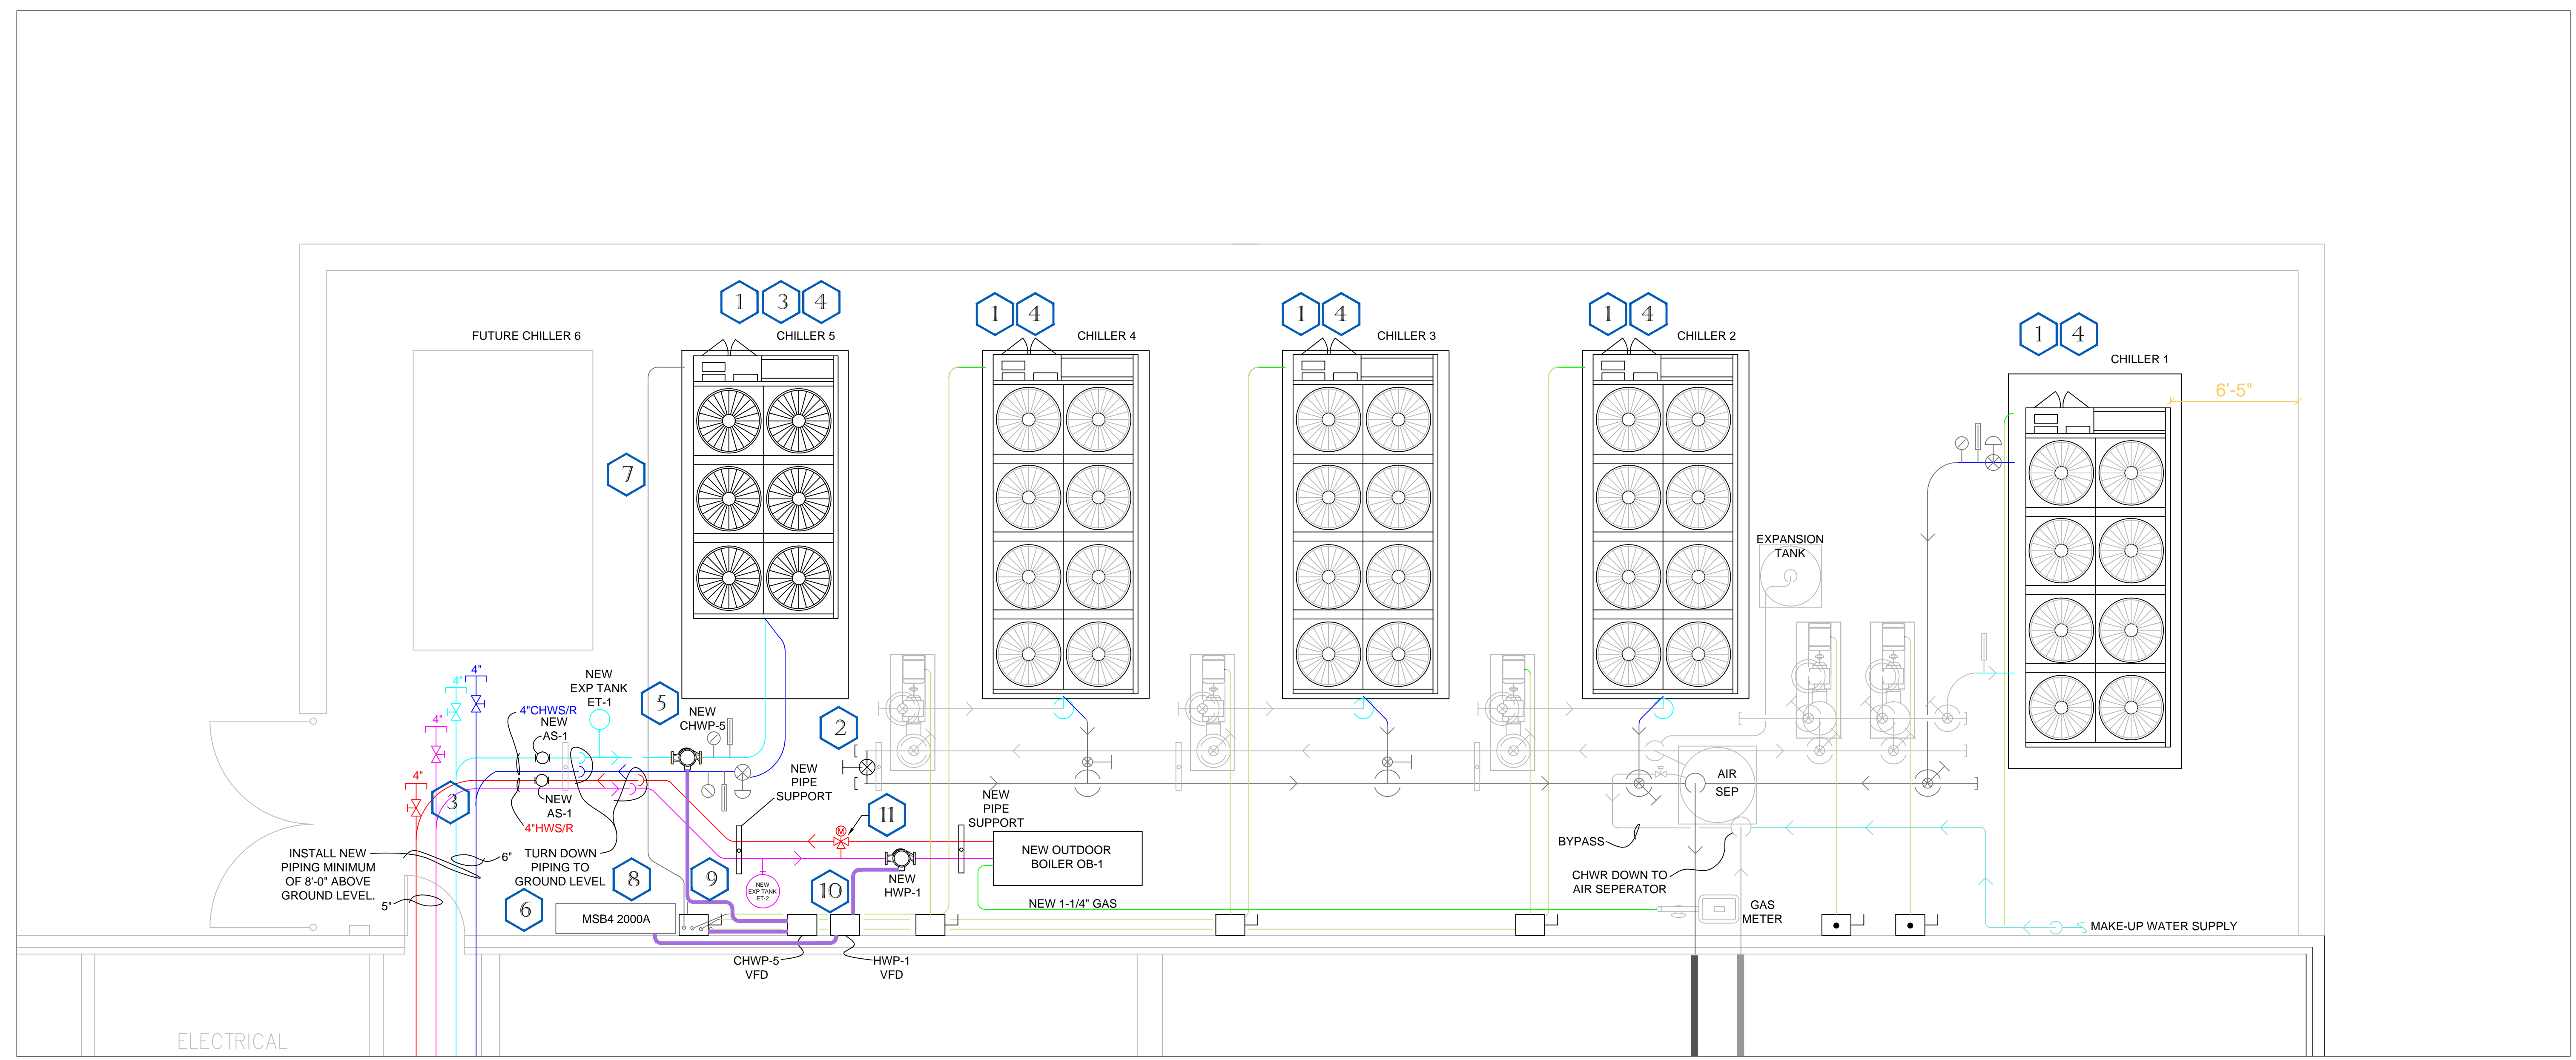 1 3 4
1 4
1 4
1 4
1 4
FUTURE CHILLER 6
CHILLER 5
CHILLER 4
CHILLER 3
CHILLER 2
CHILLER 1
6'-5"
7
EXPANSION
TANK
4"
4"
4"
4"
NEW
EXP TANK
ET-1
5
4"CHWS/R
NEW
AS-1
NEW
CHWP-5
2
3
NEW
AS-1
4"HWS/R
NEW
PIPE
SUPPORT
11
M
NEW
PIPE
SUPPORT
AIR
SEP
BYPASS
INSTALL NEW
PIPING MINIMUM
OF 8'-0" ABOVE
GROUND LEVEL.
6"
5"
TURN DOWN
PIPING TO
GROUND LEVEL
8
9
NEW
EXP TANK
ET-2
10
NEW
HWP-1
NEW OUTDOOR
BOILER OB-1
CHWR DOWN TO
AIR SEPERATOR
6
MSB4 2000A
NEW 1-1/4" GAS
GAS
METER
MAKE-UP WATER SUPPLY
CHWP-5
VFD
HWP-1
VFD
ELECTRICAL